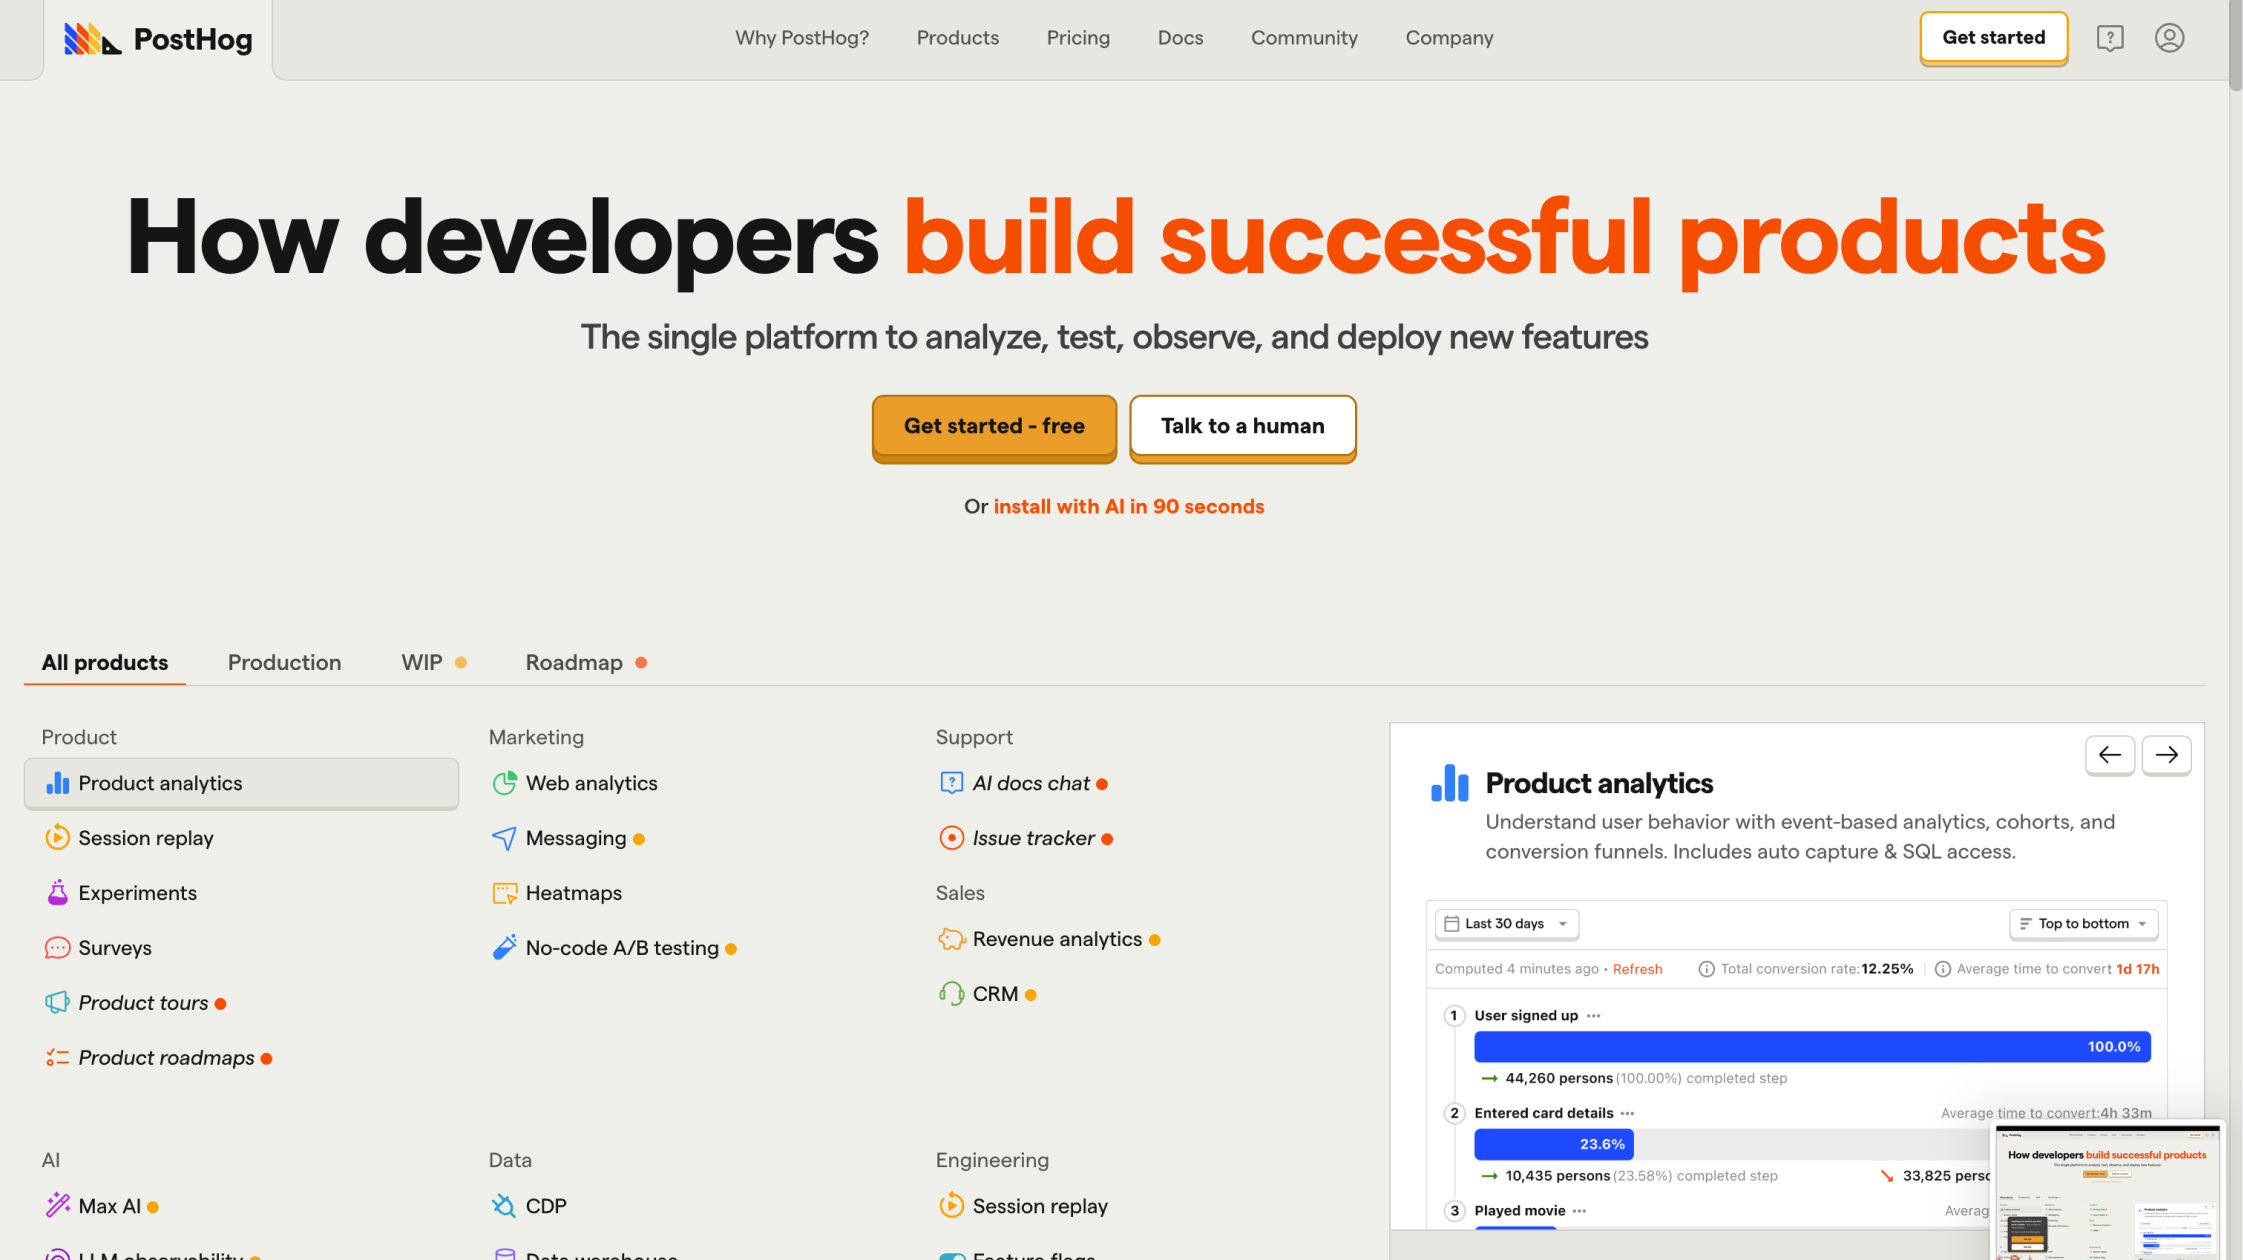 PostHog
Why PostHog? Products Pricing Docs Community Company
Get started
How developers build successful products
The single platform to analyze, test, observe, and deploy new features
Get started - free Talk to a human
Or install with AI in 90 seconds
All products Production WIP Roadmap
Product
Product analytics
Session replay
Experiments
Surveys
Product tours
Product roadmaps
Marketing
Web analytics
Messaging
Heatmaps
No-code A/B testing
Support
AI docs chat
Issue tracker
Sales
Revenue analytics
CRM
Product analytics
Understand user behavior with event-based analytics, cohorts, and
conversion funnels. Includes auto capture & SQL access.
Last 30 days Top to bottom
Computed 4 minutes ago • Refresh Total conversion rate: 12.25% Average time to convert 1d 17h
1 User signed up •••
100.0%
44,260 persons (100.00%) completed step
2 Entered card details ••• Average time to convert: 4h 33m
23.6%
10,435 persons (23.58%) completed step 33,825 perso
3 Played movie ••• Averag
AI
Max AI
LLM observability
Data
CDP
Data warehouse
Engineering
Session replay
Feature flags
How developers build successful products